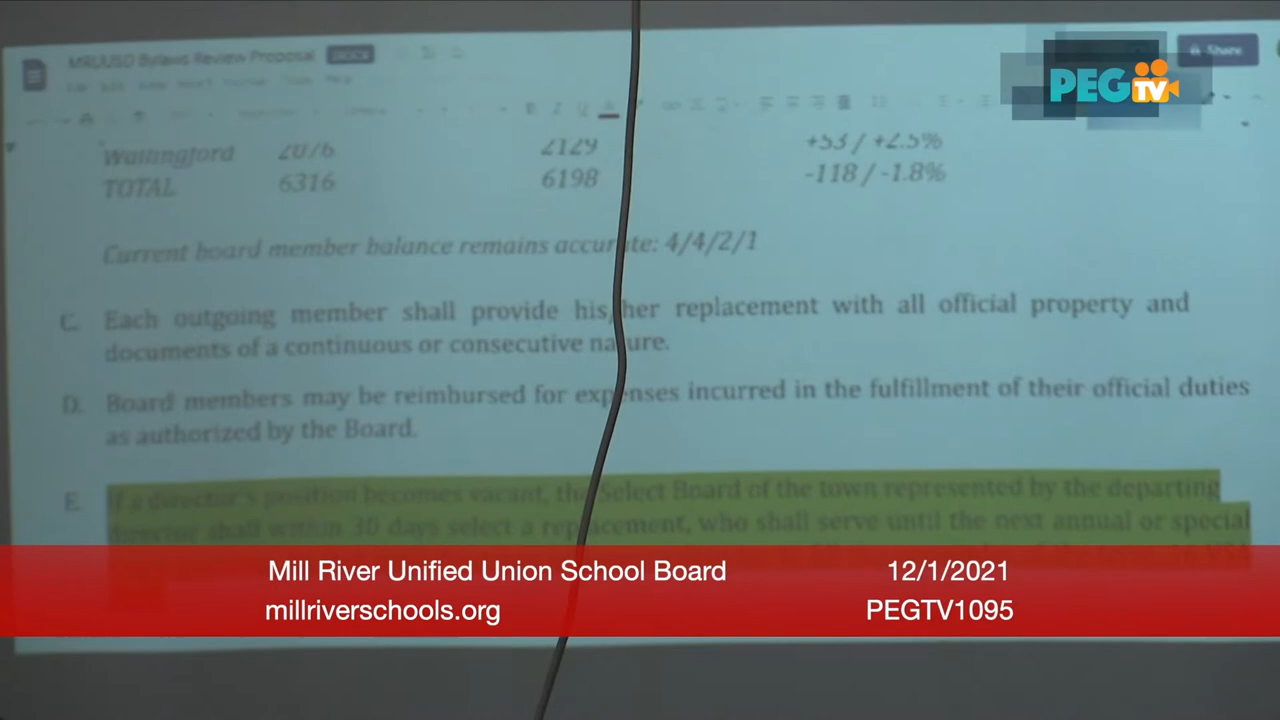 MRUUSD Bylaws Review Proposal DOCX
Share
PEG TV
Wallingford 2076 2129 +53 / +2.5%
TOTAL 6316 6198 -118 / -1.8%
Current board member balance remains accurate: 4/4/2/1
C. Each outgoing member shall provide his/her replacement with all official property and
documents of a continuous or consecutive nature.
D. Board members may be reimbursed for expenses incurred in the fulfillment of their official duties
as authorized by the Board.
E. If a director's position becomes vacant, the Select Board of the town represented by the departing
director shall within 30 days select a replacement, who shall serve until the next annual or special
Mill River Unified Union School Board 12/1/2021
millriverschools.org PEGTV1095